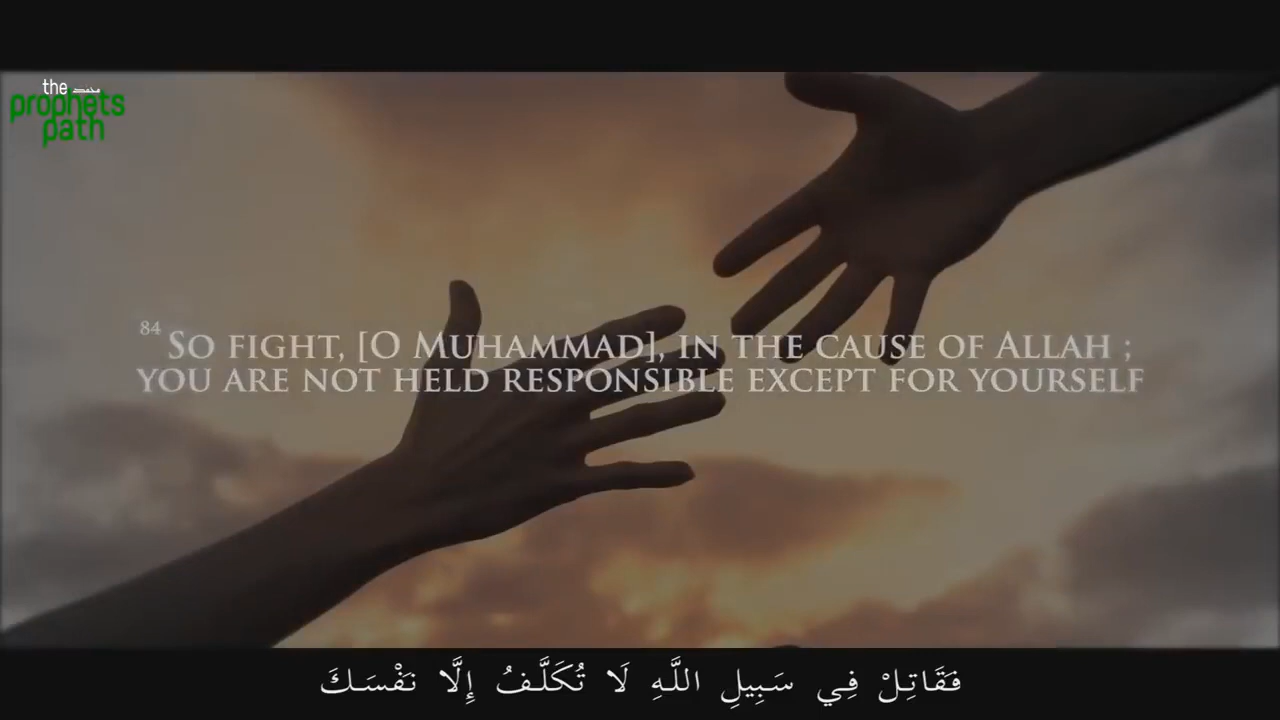 the محمد
prophets
path
84 So fight, [O Muhammad], in the cause of Allah ;
you are not held responsible except for yourself
فَقَاتِلْ فِي سَبِيلِ اللَّهِ لَا تُكَلَّفُ إِلَّا نَفْسَكَ